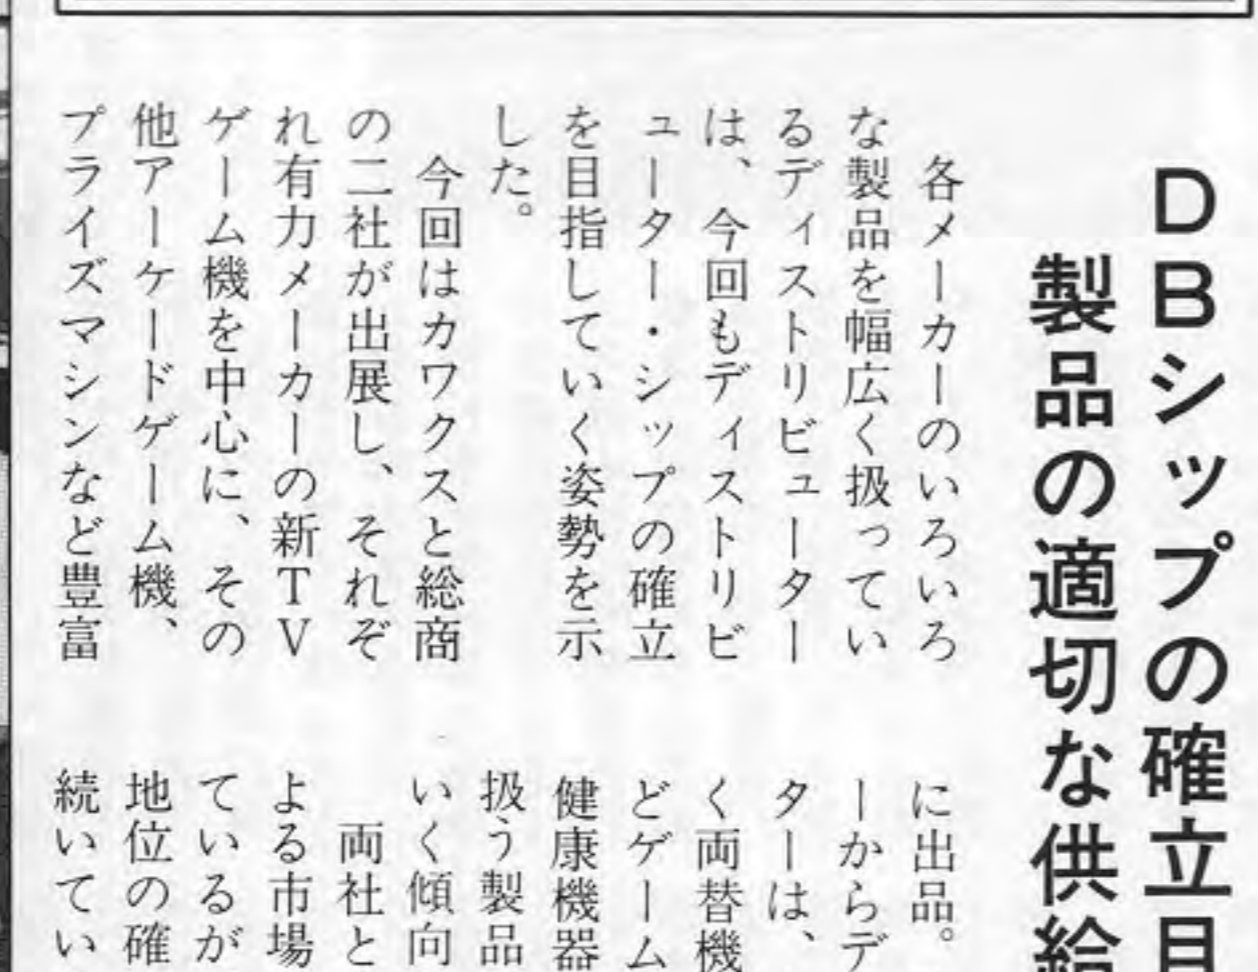 DBシップの確立目
製品の適切な供給
各メーカーのいろいろ
な製品を幅広く扱ってい
るディストリビューター
は、今回もディストリビ
ューター・シップの確立
を目指していく姿勢を示
した。
今回はカワクスと総商
の二社が出展し、それぞ
れ有力メーカーの新TV
ゲーム機を中心に、その
他アーケードゲーム機、
プライズマシンなど豊富
に出品。
ーからデ
ターは、
く両替機
どゲーム
健康機器
扱う製品
いく傾向
両社と
よる市場
ているが
地位の確
続いてい